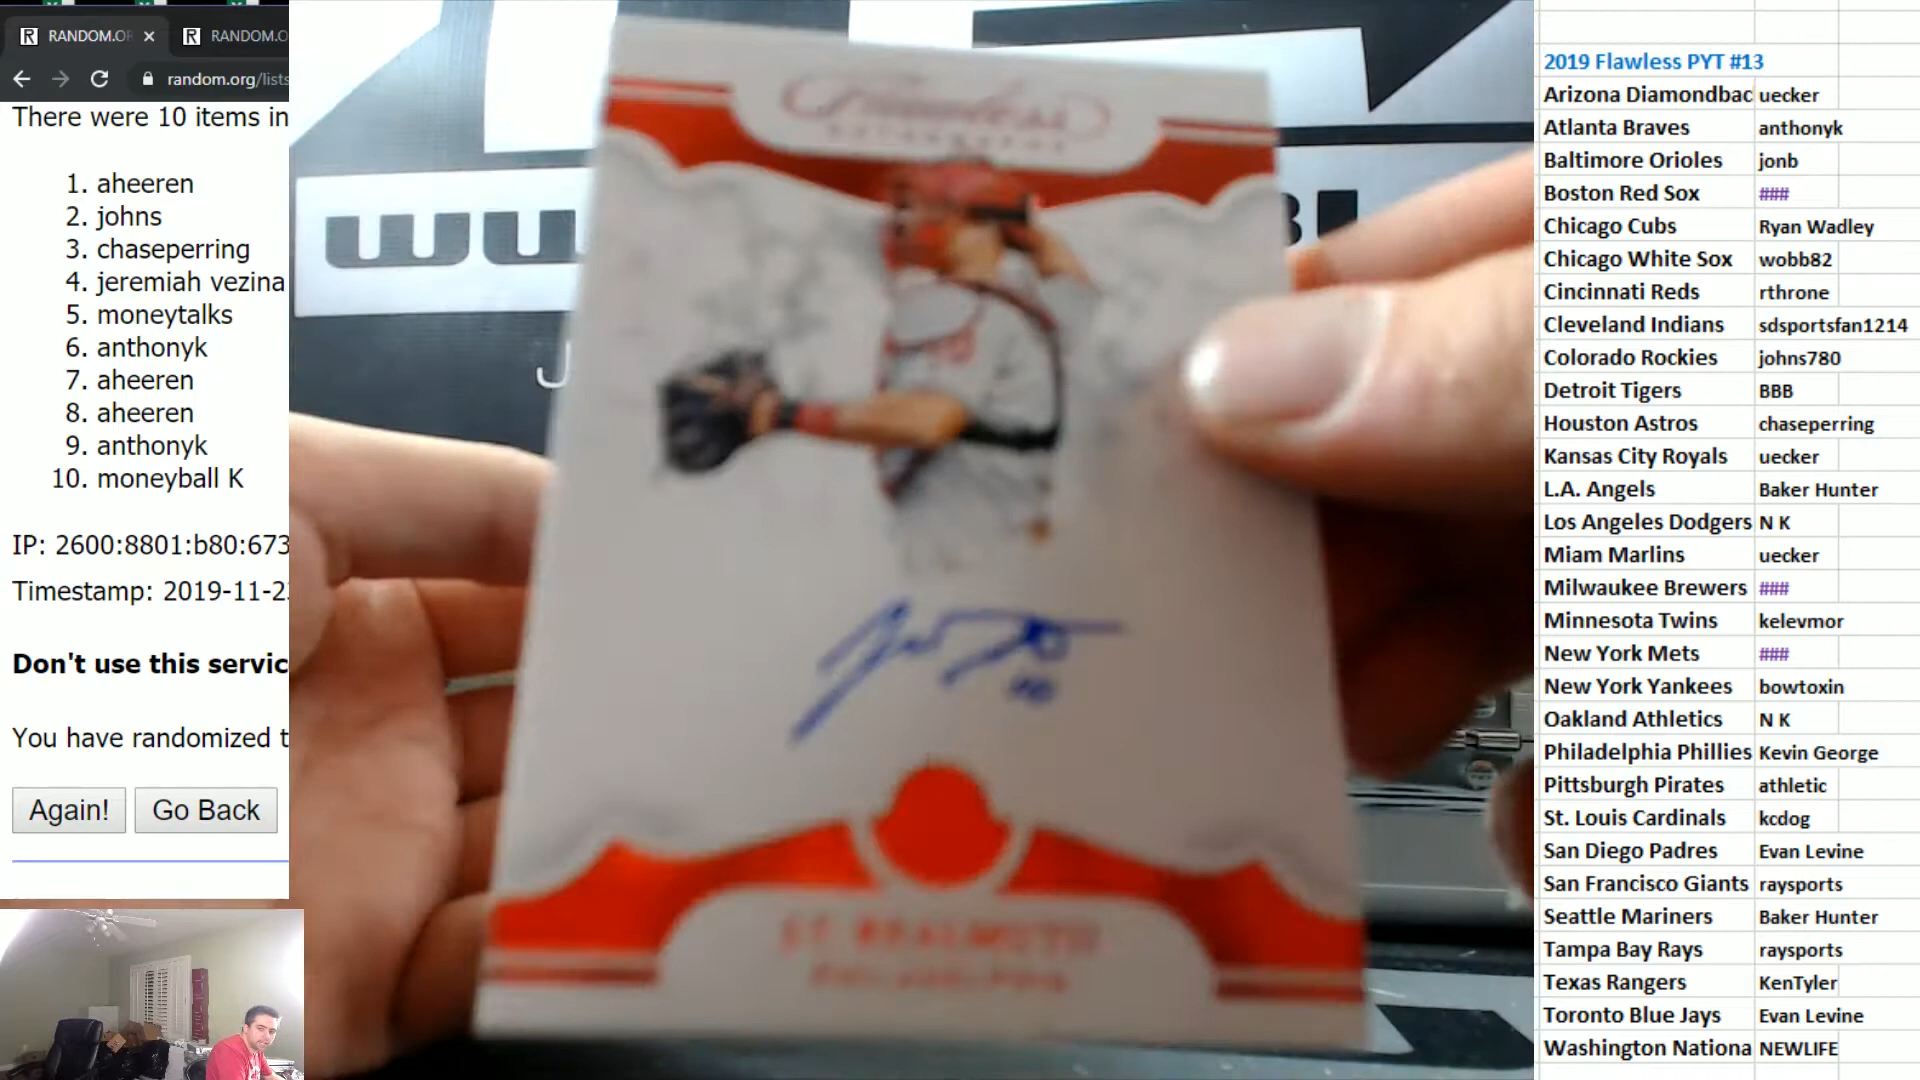 RANDOM.OR
RANDOM.O
random.org/lists
There were 10 items in
1. aheeren
2. johns
3. chaseperring
4. jeremiah vezina
5. moneytalks
6. anthonyk
7. aheeren
8. aheeren
9. anthonyk
10. moneyball K
IP: 2600:8801:b80:673
Timestamp: 2019-11-2
Don't use this servic
You have randomized t
Again! Go Back
Flawless
AUTOGRAPHS
J.T. REALMUTO
PHILADELPHIA
2019 Flawless PYT #13
Arizona Diamondbac uecker
Atlanta Braves anthonyk
Baltimore Orioles jonb
Boston Red Sox ###
Chicago Cubs Ryan Wadley
Chicago White Sox wobb82
Cincinnati Reds rthrone
Cleveland Indians sdsportsfan1214
Colorado Rockies johns780
Detroit Tigers BBB
Houston Astros chaseperring
Kansas City Royals uecker
L.A. Angels Baker Hunter
Los Angeles Dodgers N K
Miam Marlins uecker
Milwaukee Brewers ###
Minnesota Twins kelevmor
New York Mets ###
New York Yankees bowtoxin
Oakland Athletics N K
Philadelphia Phillies Kevin George
Pittsburgh Pirates athletic
St. Louis Cardinals kcdog
San Diego Padres Evan Levine
San Francisco Giants raysports
Seattle Mariners Baker Hunter
Tampa Bay Rays raysports
Texas Rangers KenTyler
Toronto Blue Jays Evan Levine
Washington Nationa NEWLIFE